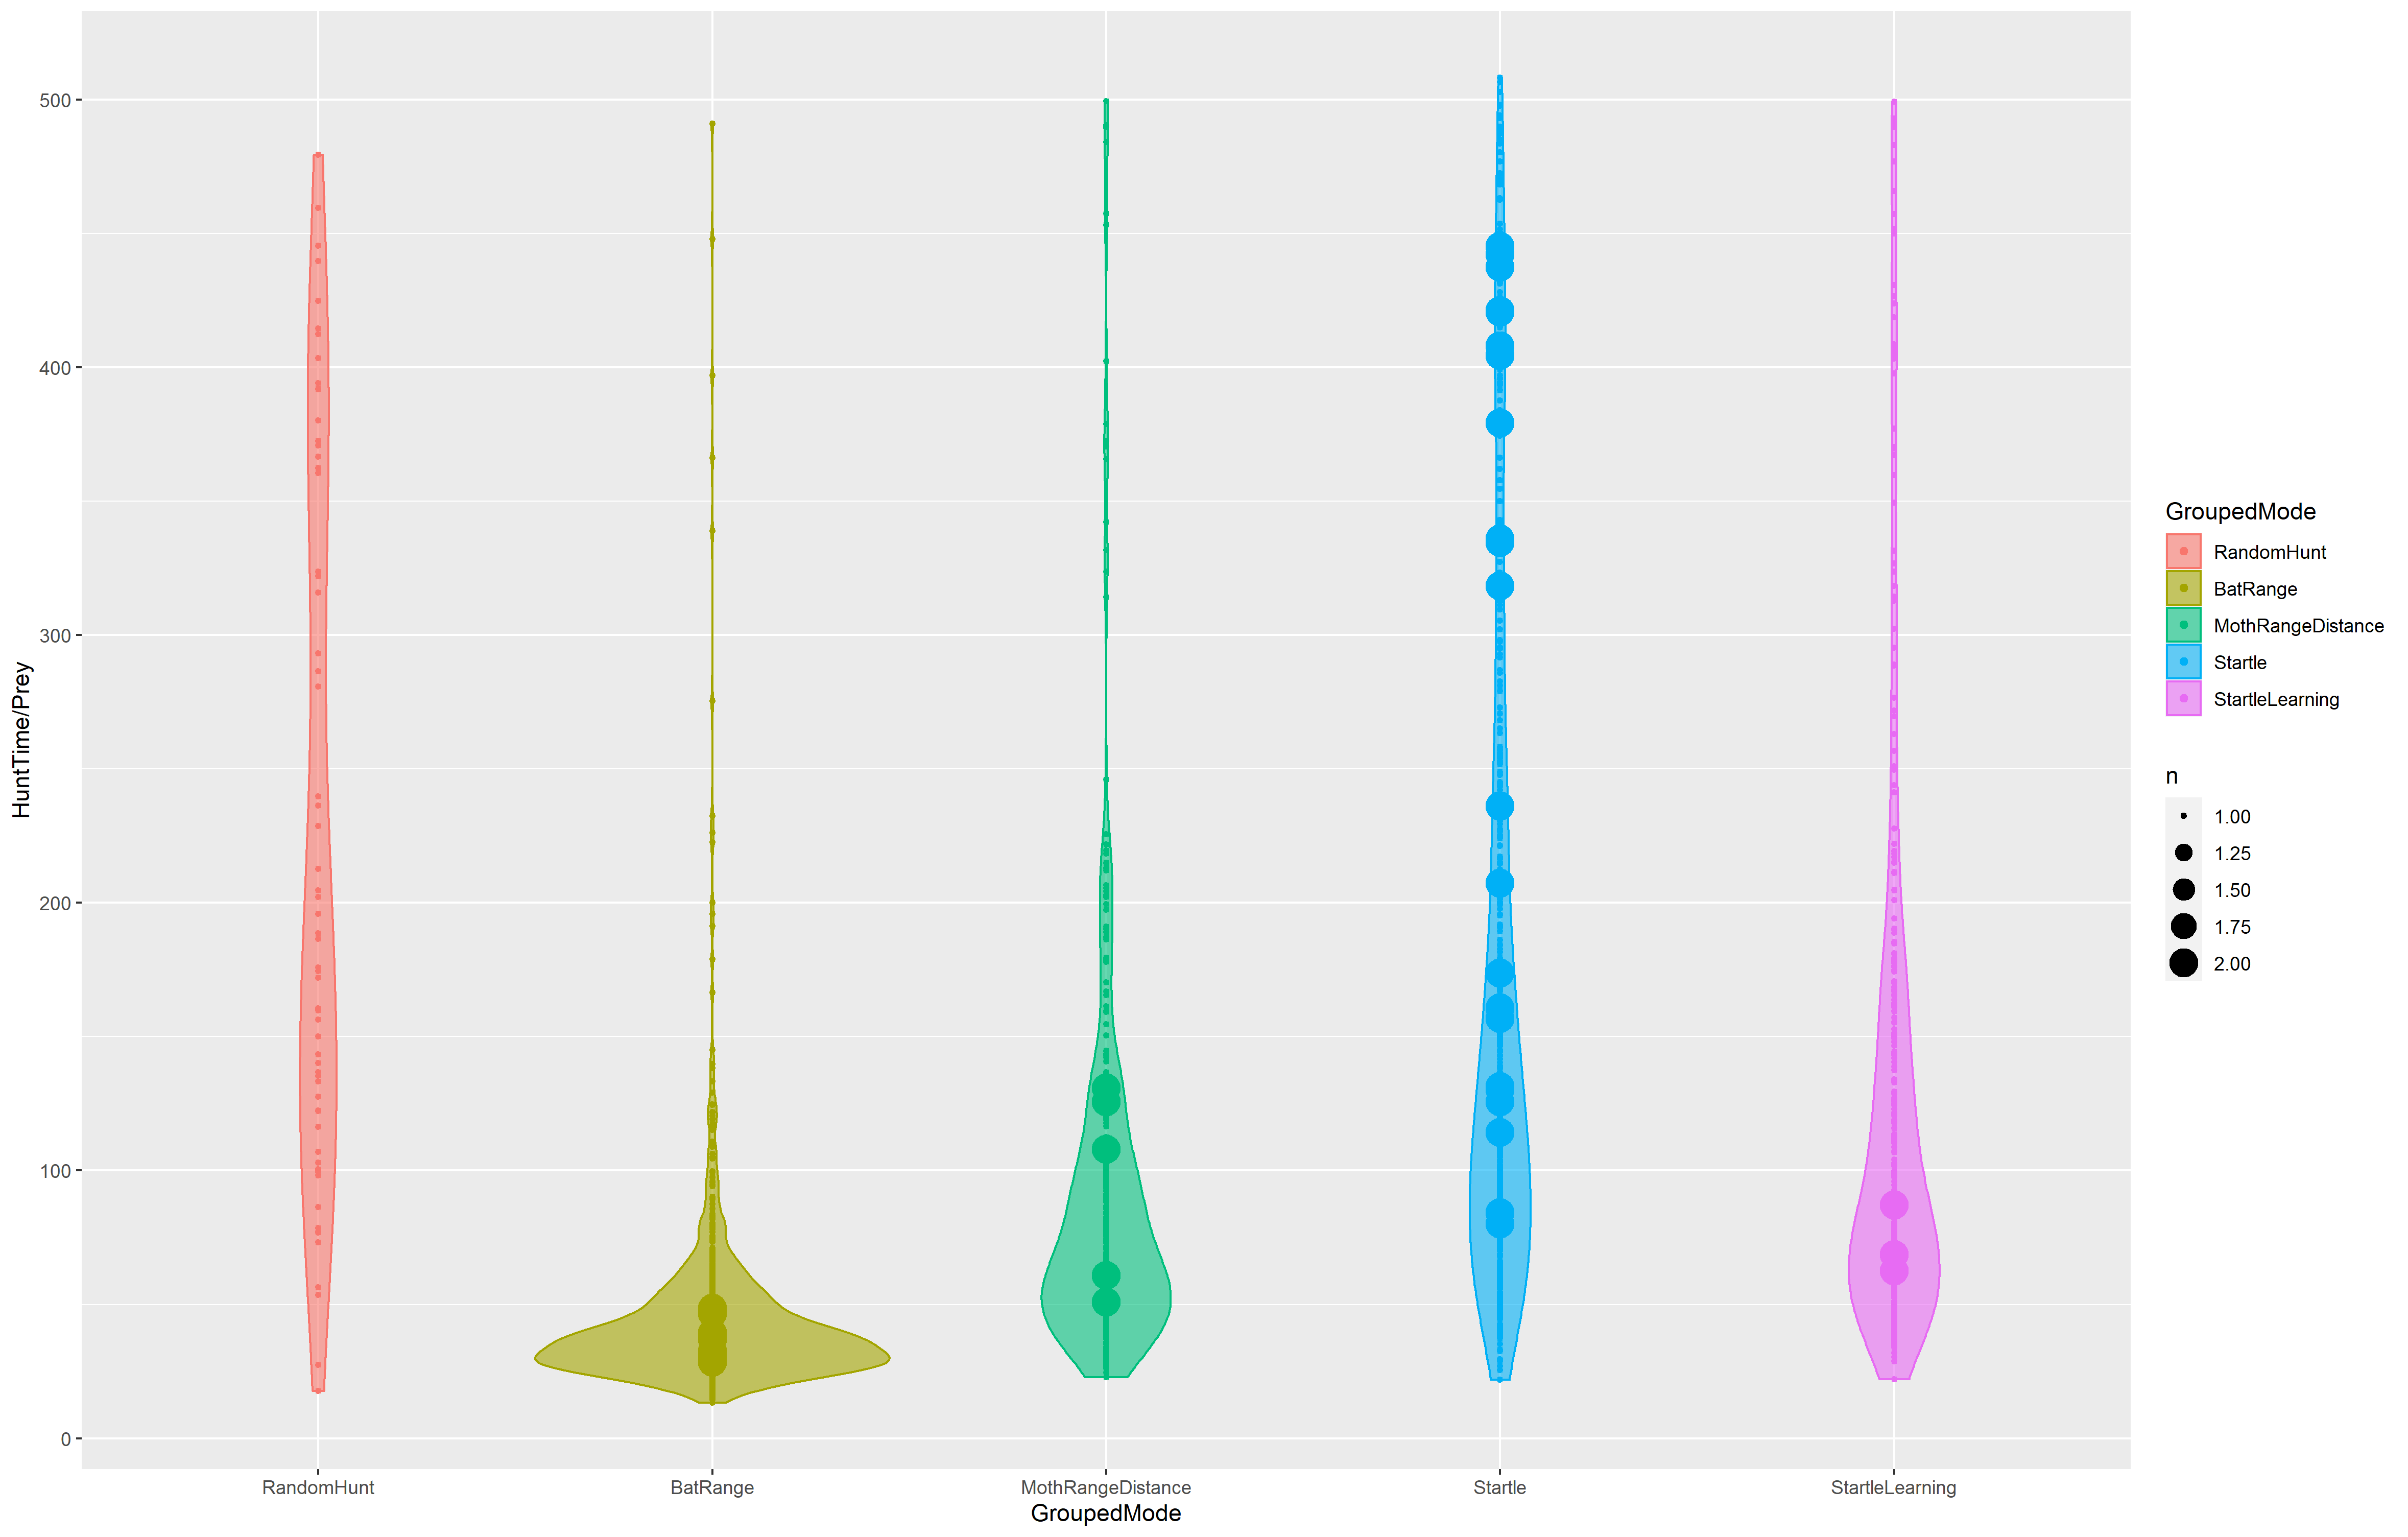 500
400
300
200
100
0
HuntTime/Prey
RandomHunt
BatRange
MothRangeDistance
Startle
StartleLearning
GroupedMode
GroupedMode
RandomHunt
BatRange
MothRangeDistance
Startle
StartleLearning
n
1.00
1.25
1.50
1.75
2.00